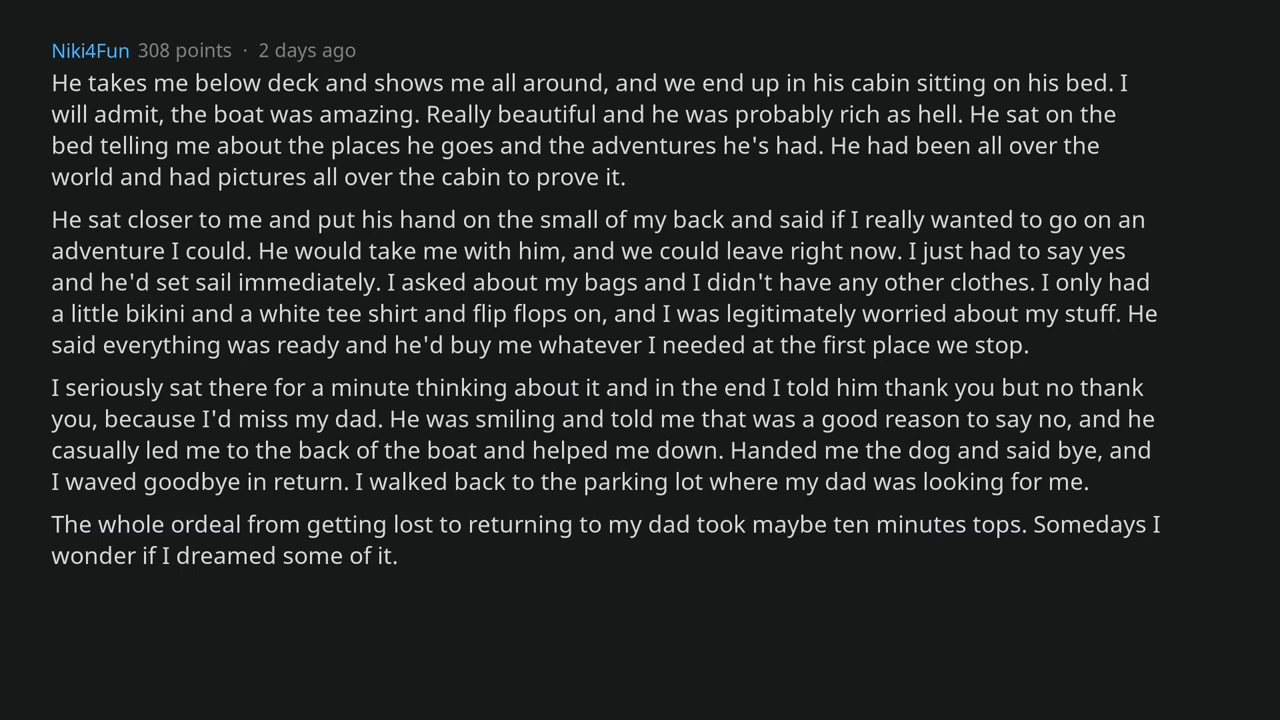 Niki4Fun 308 points · 2 days ago
He takes me below deck and shows me all around, and we end up in his cabin sitting on his bed. I
will admit, the boat was amazing. Really beautiful and he was probably rich as hell. He sat on the
bed telling me about the places he goes and the adventures he's had. He had been all over the
world and had pictures all over the cabin to prove it.
He sat closer to me and put his hand on the small of my back and said if I really wanted to go on an
adventure I could. He would take me with him, and we could leave right now. I just had to say yes
and he'd set sail immediately. I asked about my bags and I didn't have any other clothes. I only had
a little bikini and a white tee shirt and flip flops on, and I was legitimately worried about my stuff. He
said everything was ready and he'd buy me whatever I needed at the first place we stop.
I seriously sat there for a minute thinking about it and in the end I told him thank you but no thank
you, because I'd miss my dad. He was smiling and told me that was a good reason to say no, and he
casually led me to the back of the boat and helped me down. Handed me the dog and said bye, and
I waved goodbye in return. I walked back to the parking lot where my dad was looking for me.
The whole ordeal from getting lost to returning to my dad took maybe ten minutes tops. Somedays I
wonder if I dreamed some of it.